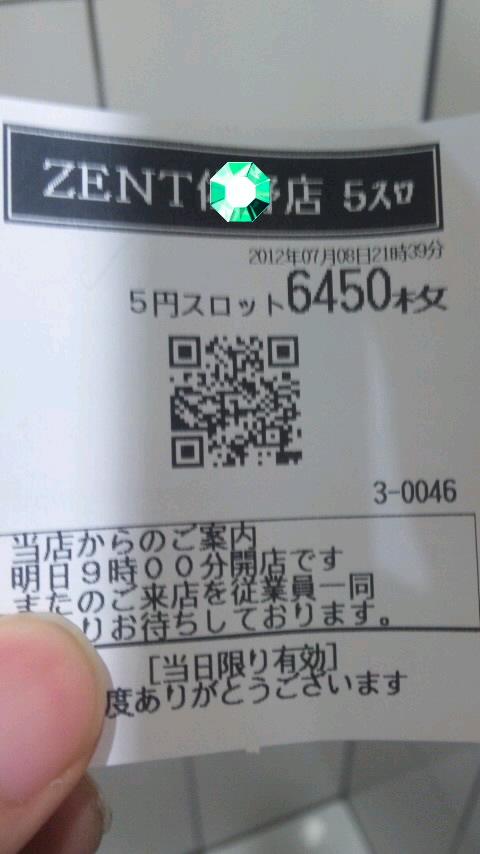 ZENT 店 5スロ
2012年07月08日21時39分
5円スロット6450枚
3-0046
当店からのご案内
明日9時00分開店です
またのご来店を従業員一同
りお待ちしております。
[当日限り有効]
度ありがとうございます